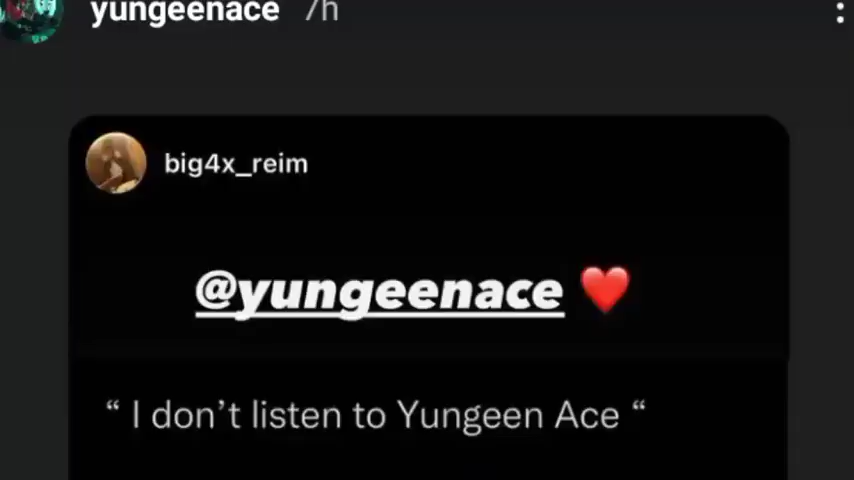 yungeenace 7h
big4x_reim
@yungeenace ❤️
“ I don’t listen to Yungeen Ace “